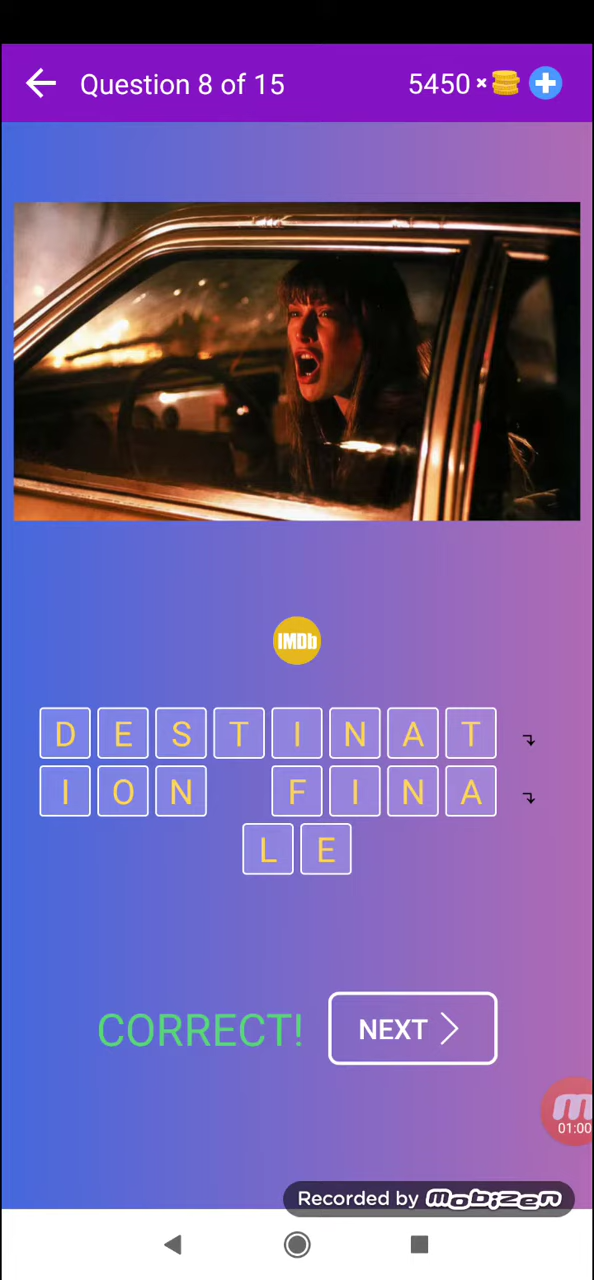 Question 8 of 15
5450 ×
IMDb
DESTINAT
ION FINA
LE
CORRECT! NEXT
01:00
Recorded by mobizen